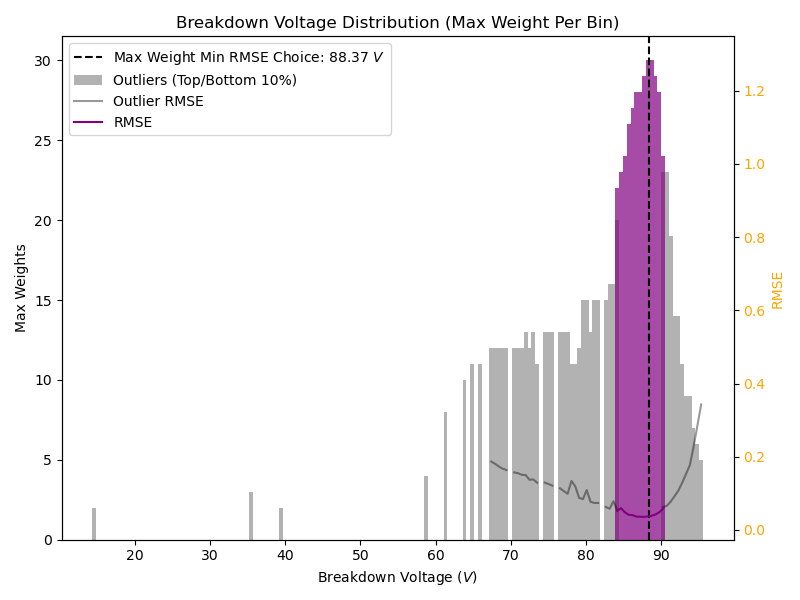 Breakdown Voltage Distribution (Max Weight Per Bin)
Max Weight Min RMSE Choice: 88.37 V
Outliers (Top/Bottom 10%)
Outlier RMSE
RMSE
Max Weights
30
25
20
15
10
5
0
RMSE
1.2
1.0
0.8
0.6
0.4
0.2
0.0
20 30 40 50 60 70 80 90
Breakdown Voltage (V)